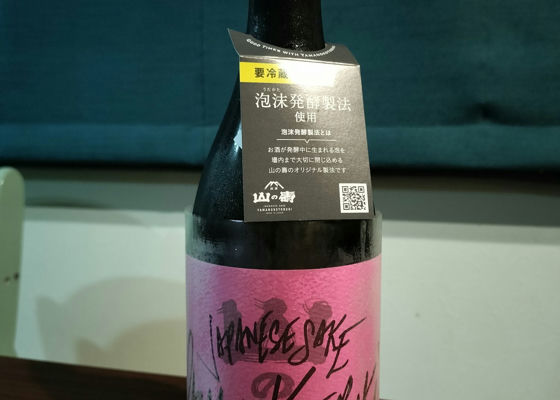 GOOD TIMES WITH YAMANOKOTOBUKI
要冷蔵
うたかた
泡沫発酵製法
使用
泡沫発酵製法とは
お酒が発酵中に生まれる泡を
壜内まで大切に閉じ込める
山の壽のオリジナル製法です
山の壽
YAMANOKOTOBUKI
JAPANESE SAKE